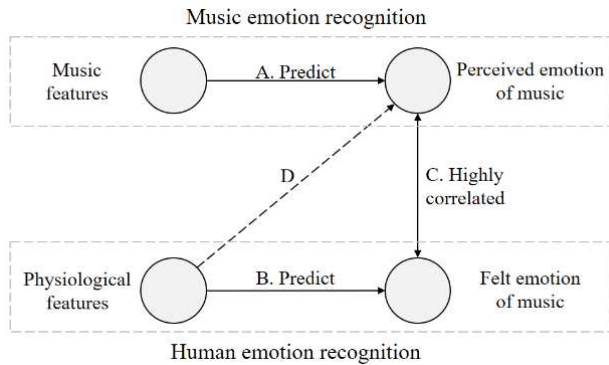 Music emotion recognition
Music
features
A. Predict
Perceived emotion
of music
D
C. Highly
correlated
Physiological
features
B. Predict
Felt emotion
of music
Human emotion recognition